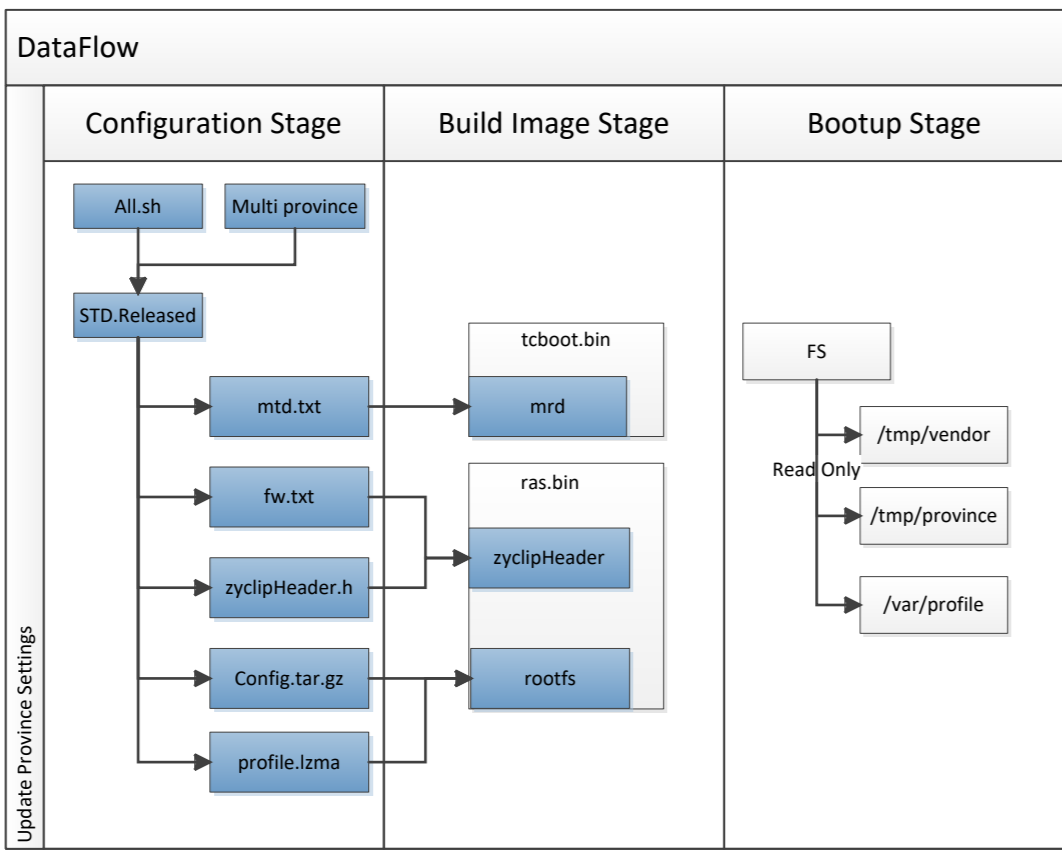 DataFlow
Configuration Stage
Build Image Stage
Bootup Stage
Update Province Settings
All.sh
Multi province
STD.Released
mtd.txt
fw.txt
zyclipHeader.h
Config.tar.gz
profile.lzma
tcboot.bin
mrd
ras.bin
zyclipHeader
rootfs
FS
/tmp/vendor
Read Only
/tmp/province
/var/profile